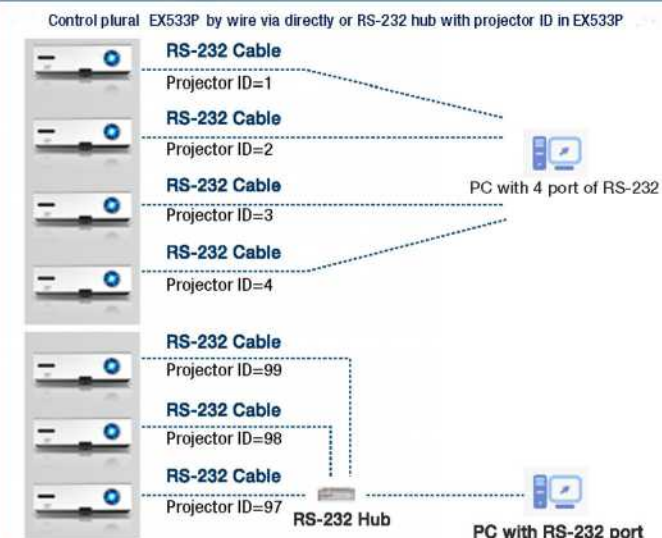 Control plural EX533P by wire via directly or RS-232 hub with projector ID in EX533P
RS-232 Cable
Projector ID=1
RS-232 Cable
Projector ID=2
RS-232 Cable
Projector ID=3
RS-232 Cable
Projector ID=4
PC with 4 port of RS-232
RS-232 Cable
Projector ID=99
RS-232 Cable
Projector ID=98
RS-232 Cable
Projector ID=97
RS-232 Hub
PC with RS-232 port